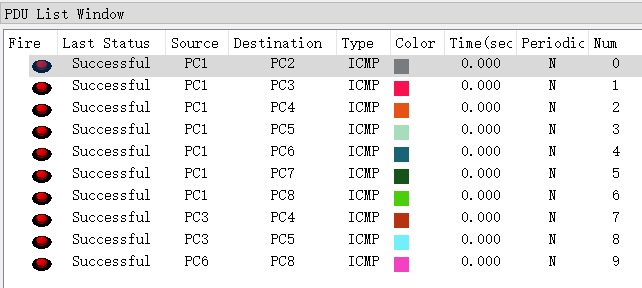 PDU List Window
Fire Last Status Source Destination Type Color Time(sec Periodic Num
Successful PC1 PC2 ICMP 0.000 N 0
Successful PC1 PC3 ICMP 0.000 N 1
Successful PC1 PC4 ICMP 0.000 N 2
Successful PC1 PC5 ICMP 0.000 N 3
Successful PC1 PC6 ICMP 0.000 N 4
Successful PC1 PC7 ICMP 0.000 N 5
Successful PC1 PC8 ICMP 0.000 N 6
Successful PC3 PC4 ICMP 0.000 N 7
Successful PC3 PC5 ICMP 0.000 N 8
Successful PC6 PC8 ICMP 0.000 N 9